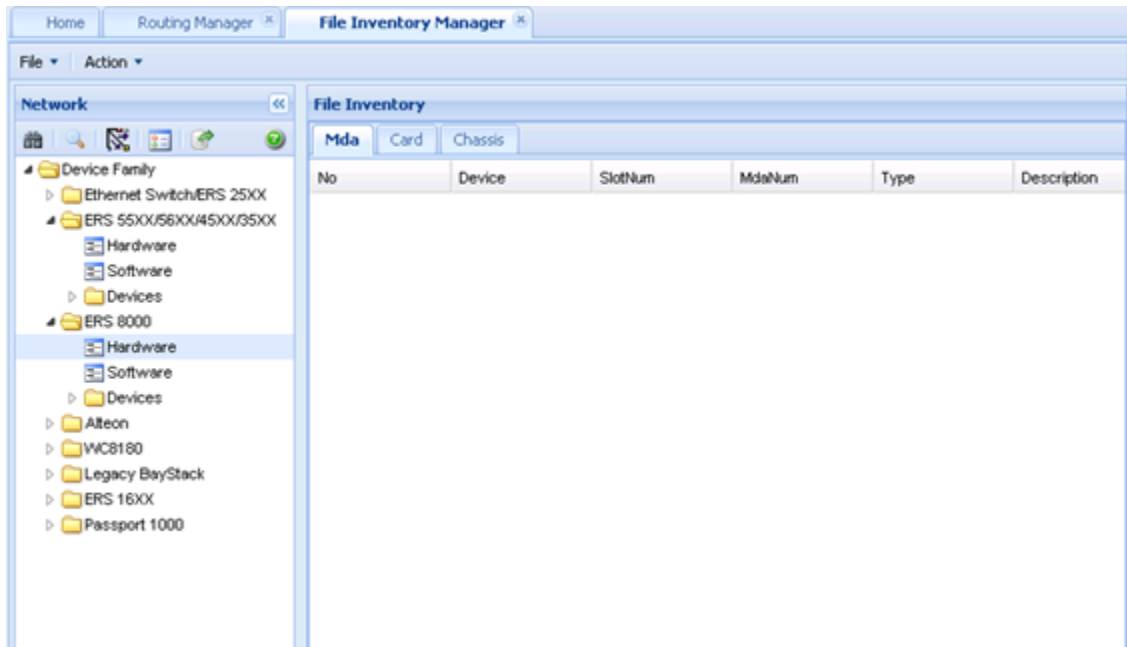 Home Routing Manager File Inventory Manager
File Action
Network
File Inventory
Mda Card Chassis
No Device SlotNum MdaNum Type Description
Device Family
Ethernet Switch/ERS 25XX
ERS 55XX/56XX/45XX/35XX
Hardware
Software
Devices
ERS 8000
Hardware
Software
Devices
Alteon
WC8180
Legacy BayStack
ERS 16XX
Passport 1000